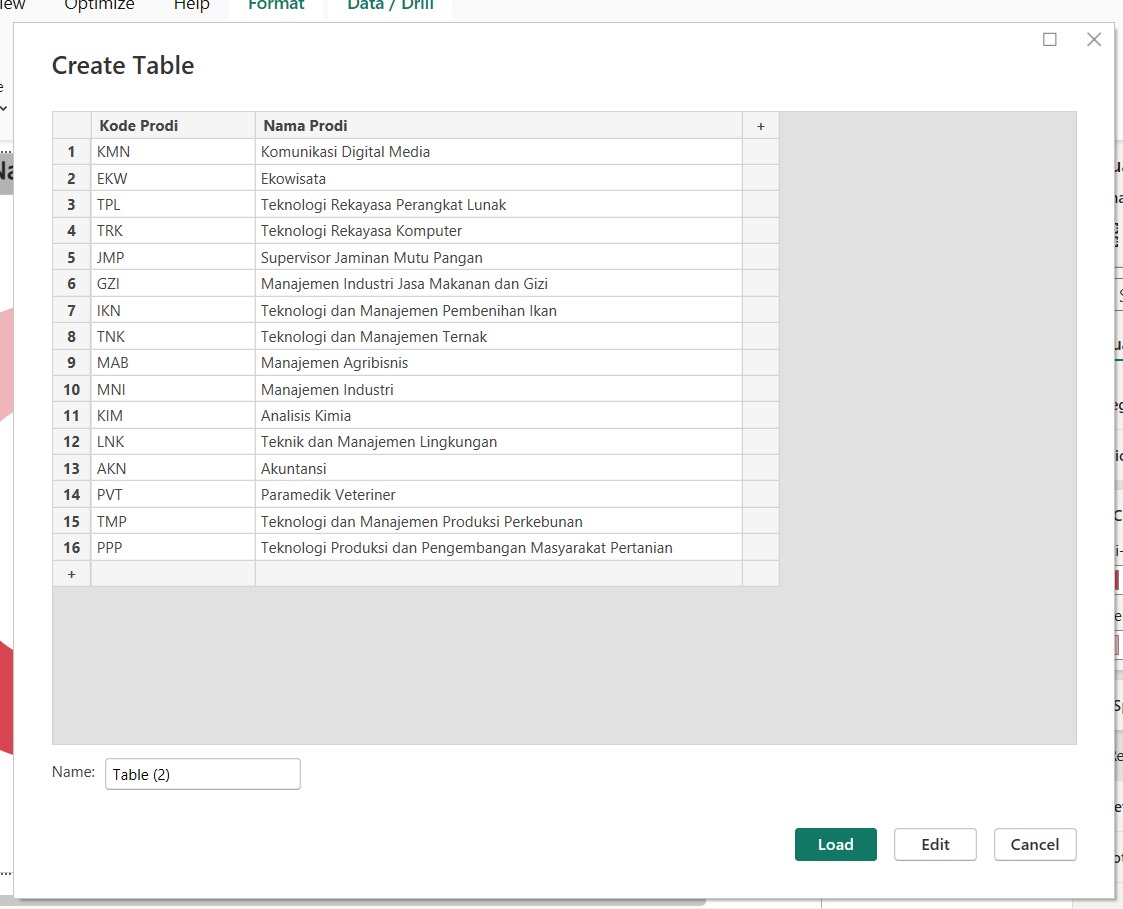 Optimize Help Format Data / Drill
Create Table
Kode Prodi Nama Prodi +
1 KMN Komunikasi Digital Media
2 EKW Ekowisata
3 TPL Teknologi Rekayasa Perangkat Lunak
4 TRK Teknologi Rekayasa Komputer
5 JMP Supervisor Jaminan Mutu Pangan
6 GZI Manajemen Industri Jasa Makanan dan Gizi
7 IKN Teknologi dan Manajemen Pembenihan Ikan
8 TNK Teknologi dan Manajemen Ternak
9 MAB Manajemen Agribisnis
10 MNI Manajemen Industri
11 KIM Analisis Kimia
12 LNK Teknik dan Manajemen Lingkungan
13 AKN Akuntansi
14 PVT Paramedik Veteriner
15 TMP Teknologi dan Manajemen Produksi Perkebunan
16 PPP Teknologi Produksi dan Pengembangan Masyarakat Pertanian
+
Name: Table (2)
Load Edit Cancel